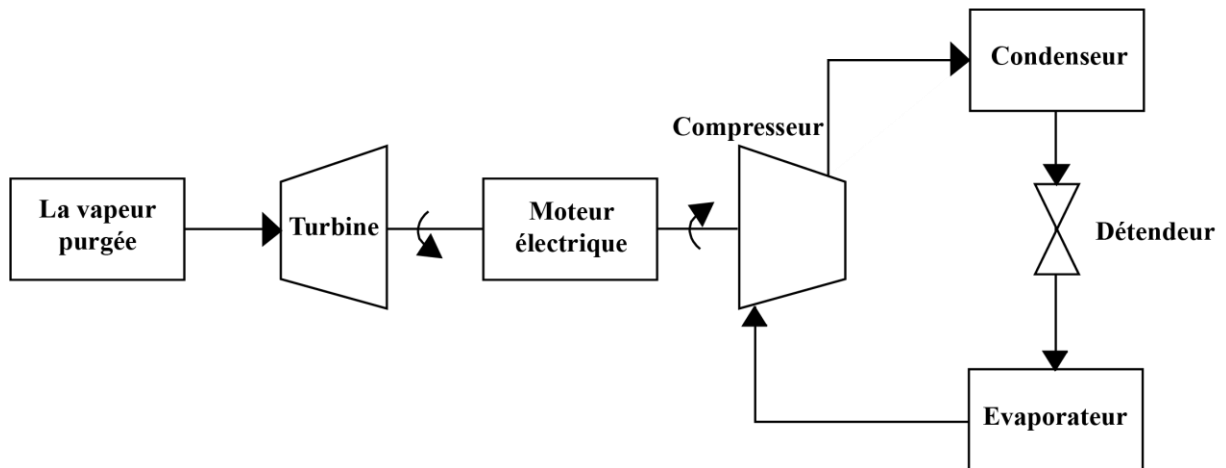 La vapeur
purgée
Turbine
Moteur
électrique
Compresseur
Condenseur
Détendeur
Evaporateur